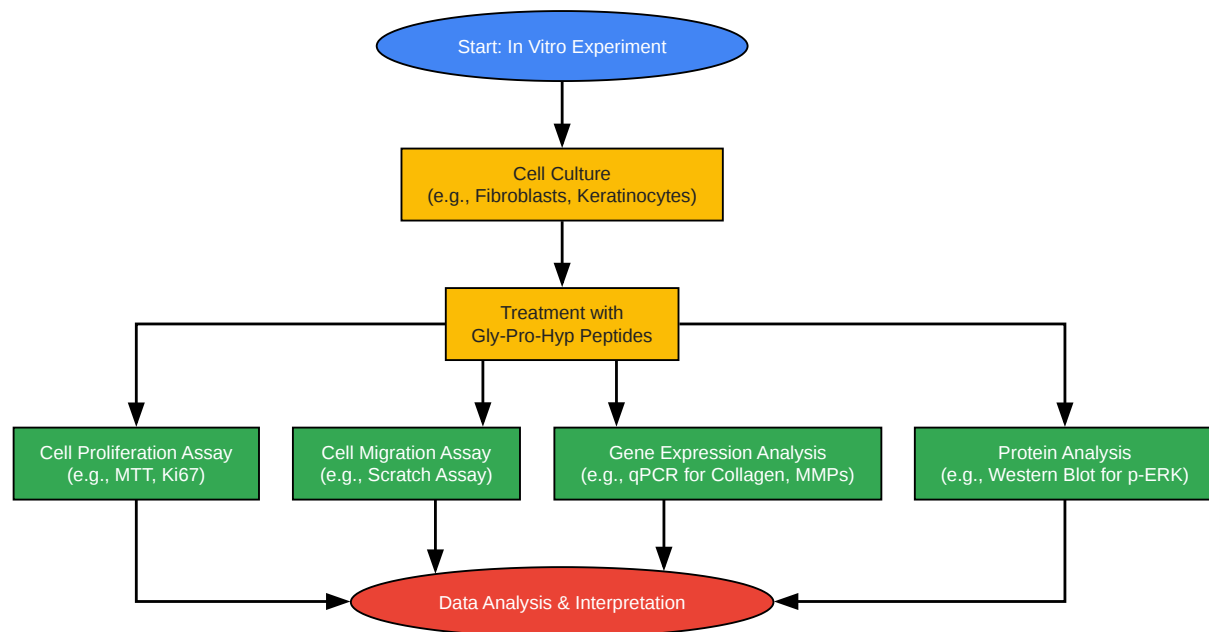 Start: In Vitro Experiment
Cell Culture
(e.g., Fibroblasts, Keratinocytes)
Treatment with
Gly-Pro-Hyp Peptides
Cell Proliferation Assay
(e.g., MTT, Ki67)
Cell Migration Assay
(e.g., Scratch Assay)
Gene Expression Analysis
(e.g., qPCR for Collagen, MMPs)
Protein Analysis
(e.g., Western Blot for p-ERK)
Data Analysis & Interpretation